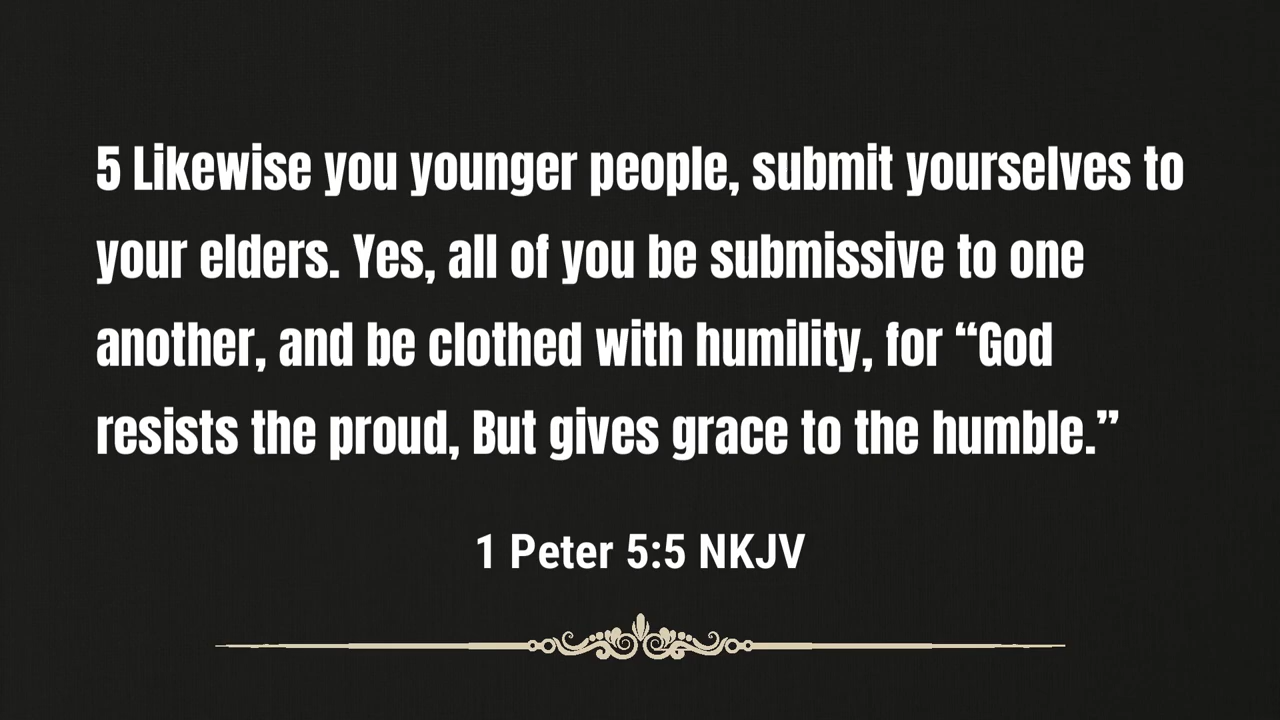 5 Likewise you younger people, submit yourselves to
your elders. Yes, all of you be submissive to one
another, and be clothed with humility, for “God
resists the proud, But gives grace to the humble.”
1 Peter 5:5 NKJV